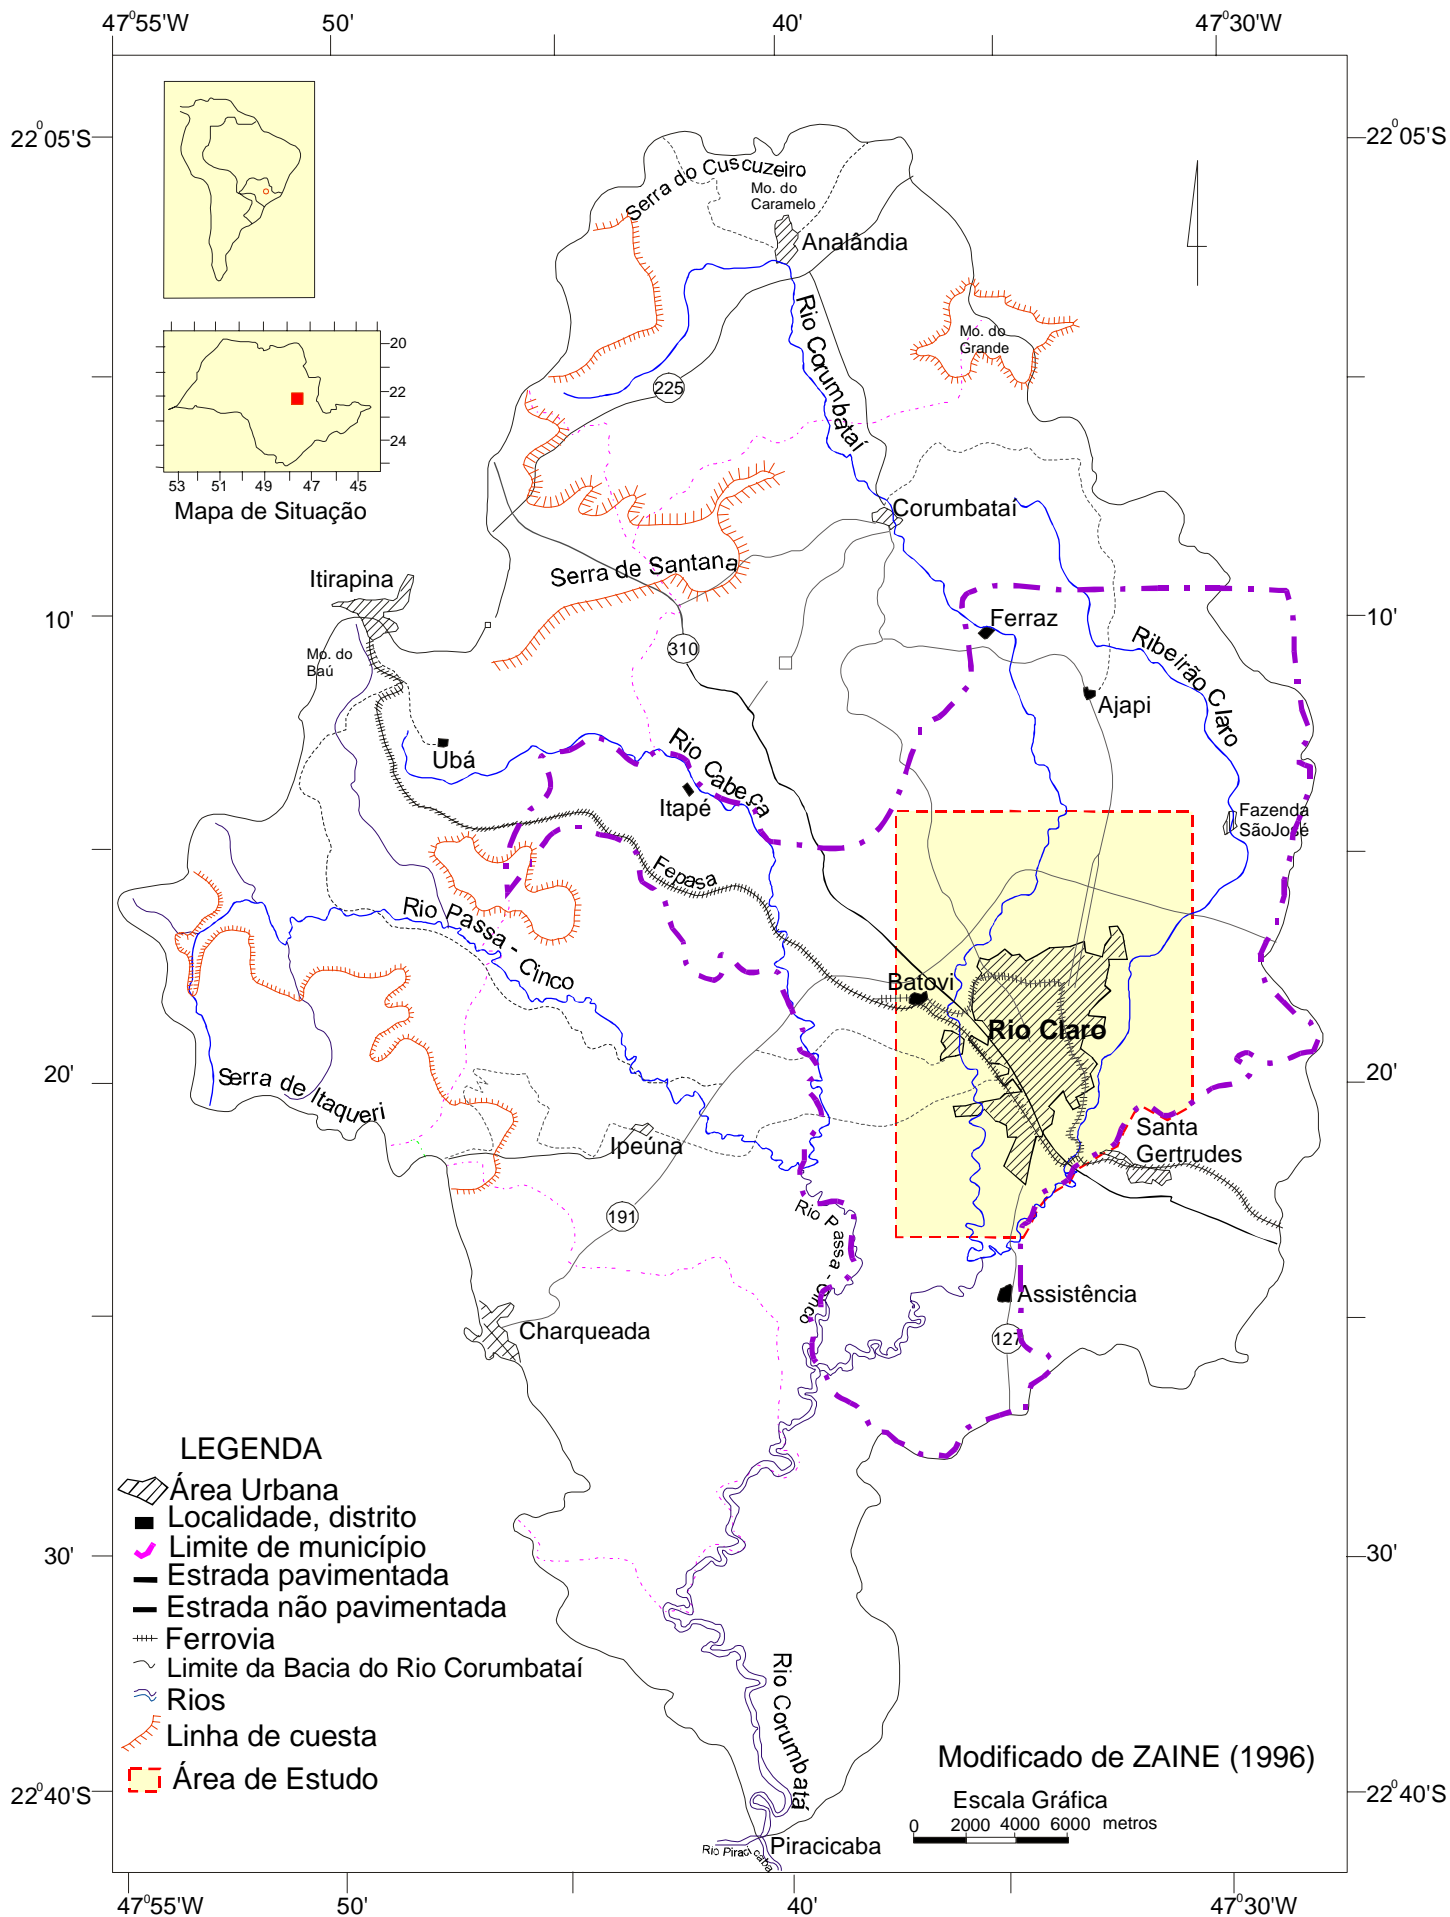 47°55'W
50'
40'
47°30'W
22°05'S
22°05'S
Serra do Cuscuzeiro
Mo. do
Caramelo
Analândia
Rio Corumbataí
Mo. do
Grande
225
20
22
24
53
51
49
47
45
Mapa de Situação
Corumbataí
Serra de Santana
Itirapina
10'
10'
Ferraz
Ribeirão Claro
310
Mo. do
Baú
Ajapi
Ubá
Rio Cabeça
Itapé
Fazenda
SãoJosé
Fepasa
Rio Passa - Cinco
Batovi
Rio Claro
20'
20'
Serra de Itaqueri
Ipeúna
Santa
Gertrudes
191
Rio Passa - Cinco
Assistência
127
Charqueada
LEGENDA
Área Urbana
Localidade, distrito
Limite de município
Estrada pavimentada
Estrada não pavimentada
Ferrovia
Limite da Bacia do Rio Corumbataí
Rios
Linha de cuesta
Área de Estudo
30'
30'
Rio Corumbatá
Modificado de ZAINE (1996)
Escala Gráfica
0 2000 4000 6000 metros
22°40'S
22°40'S
Piracicaba
Rio Piracicaba
47°55'W
50'
40'
47°30'W